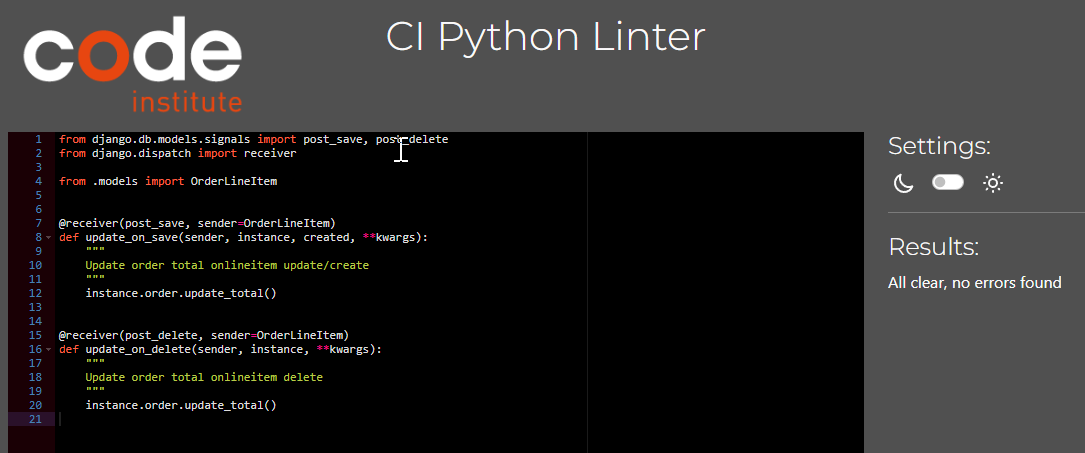 code
institute
CI Python Linter
1 from django.db.models.signals import post_save, post_delete
2 from django.dispatch import receiver
3
4 from .models import OrderLineItem
5
6
7 @receiver(post_save, sender=OrderLineItem)
8 def update_on_save(sender, instance, created, **kwargs):
9 """
10 Update order total onlineitem update/create
11 """
12 instance.order.update_total()
13
14
15 @receiver(post_delete, sender=OrderLineItem)
16 def update_on_delete(sender, instance, **kwargs):
17 """
18 Update order total onlineitem delete
19 """
20 instance.order.update_total()
21
Settings:
Results:
All clear, no errors found